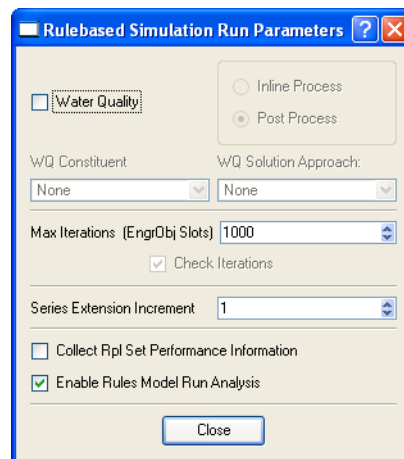 Rulebased Simulation Run Parameters
Water Quality
Inline Process
Post Process
WQ Constituent
WQ Solution Approach:
None
None
Max Iterations (EngrObj Slots) 1000
Check Iterations
Series Extension Increment 1
Collect Rpl Set Performance Information
Enable Rules Model Run Analysis
Close